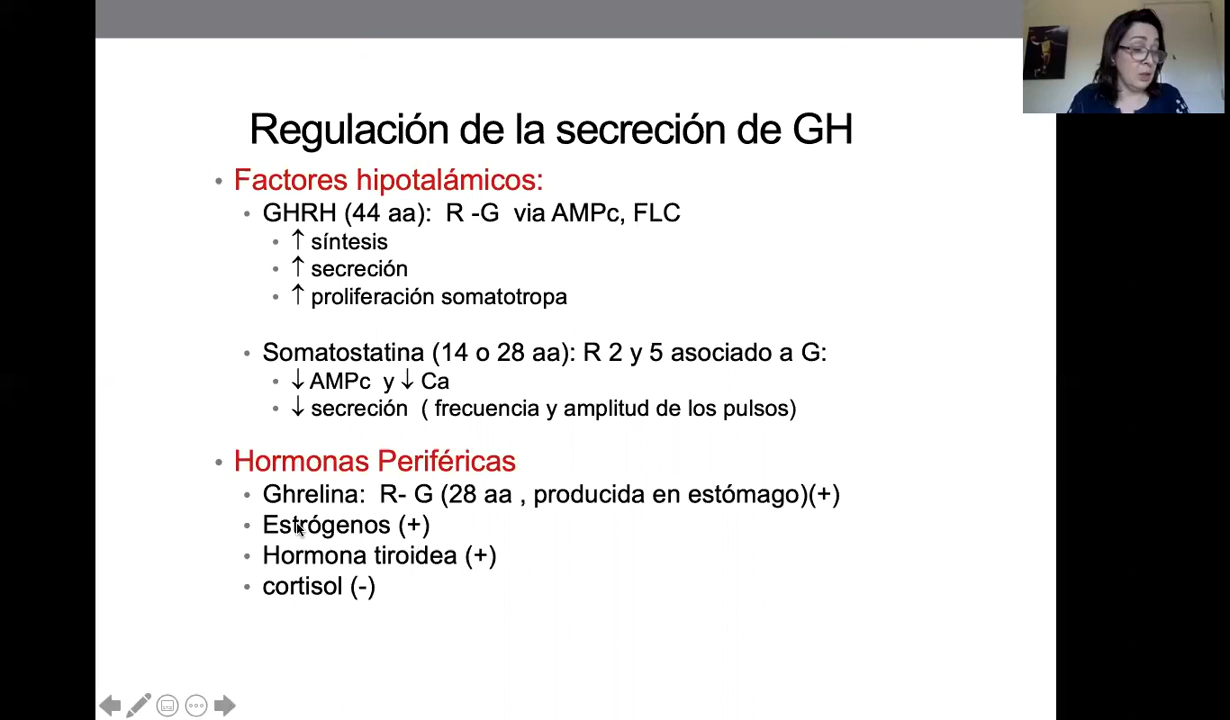 Regulación de la secreción de GH
• Factores hipotalámicos:
• GHRH (44 aa): R -G via AMPc, FLC
• ↑ síntesis
• ↑ secreción
• ↑ proliferación somatotropa
• Somatostatina (14 o 28 aa): R 2 y 5 asociado a G:
• ↓ AMPc y ↓ Ca
• ↓ secreción ( frecuencia y amplitud de los pulsos)
• Hormonas Periféricas
• Ghrelina: R- G (28 aa , producida en estómago)(+)
• Estrógenos (+)
• Hormona tiroidea (+)
• cortisol (-)